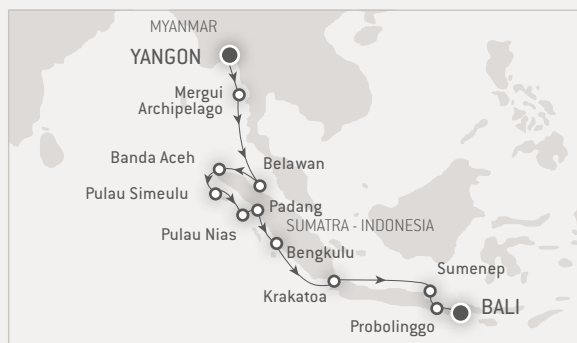 MYANMAR
YANGON
Mergui
Archipelago
Banda Aceh
Belawan
Pulau Simeulu
Padang
SUMATRA - INDONESIA
Pulau Nias
Bengkulu
Sumenep
Krakatoa
BALI
Probolinggo